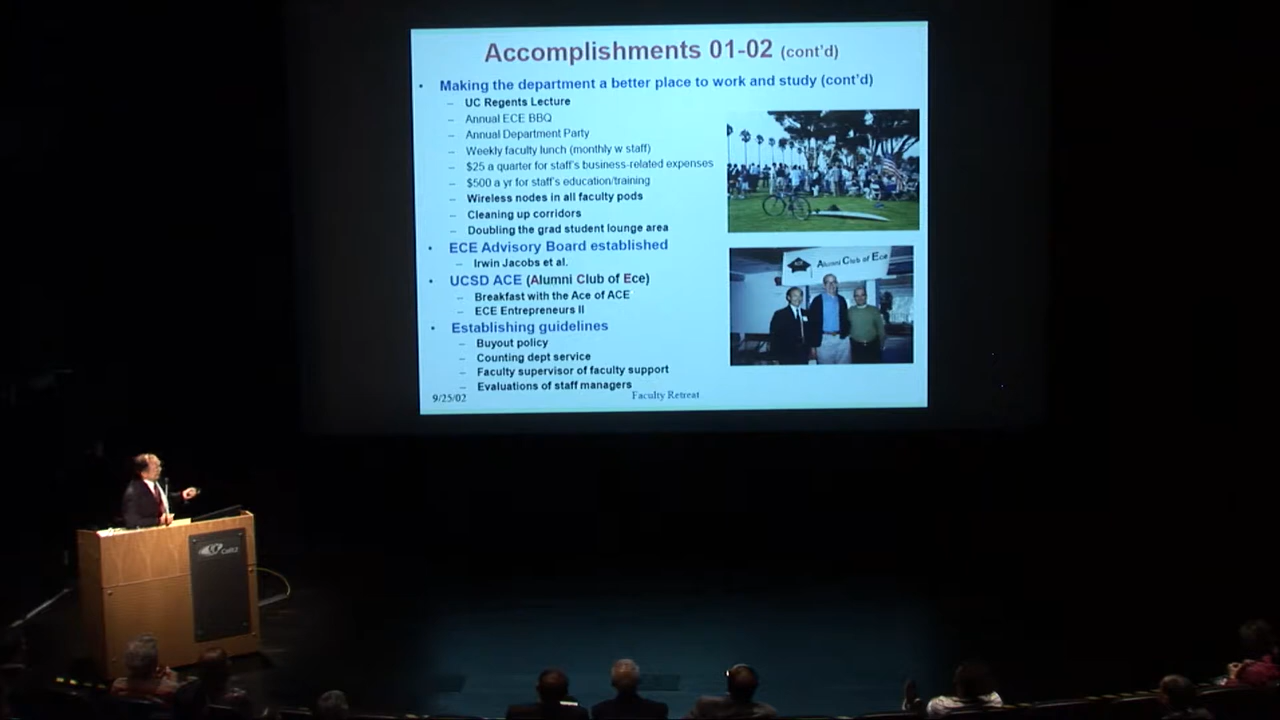 Accomplishments 01-02 (cont'd)
• Making the department a better place to work and study (cont'd)
– UC Regents Lecture
– Annual ECE BBQ
– Annual Department Party
– Weekly faculty lunch (monthly w staff)
– $25 a quarter for staff's business-related expenses
– $500 a yr for staff's education/training
– Wireless nodes in all faculty pods
– Cleaning up corridors
– Doubling the grad student lounge area
• ECE Advisory Board established
– Irwin Jacobs et al.
• UCSD ACE (Alumni Club of Ece)
– Breakfast with the Ace of ACE
– ECE Entrepreneurs II
• Establishing guidelines
– Buyout policy
– Counting dept service
– Faculty supervisor of faculty support
– Evaluations of staff managers
9/25/02
Faculty Retreat
Alumni Club of Ece
Calit2